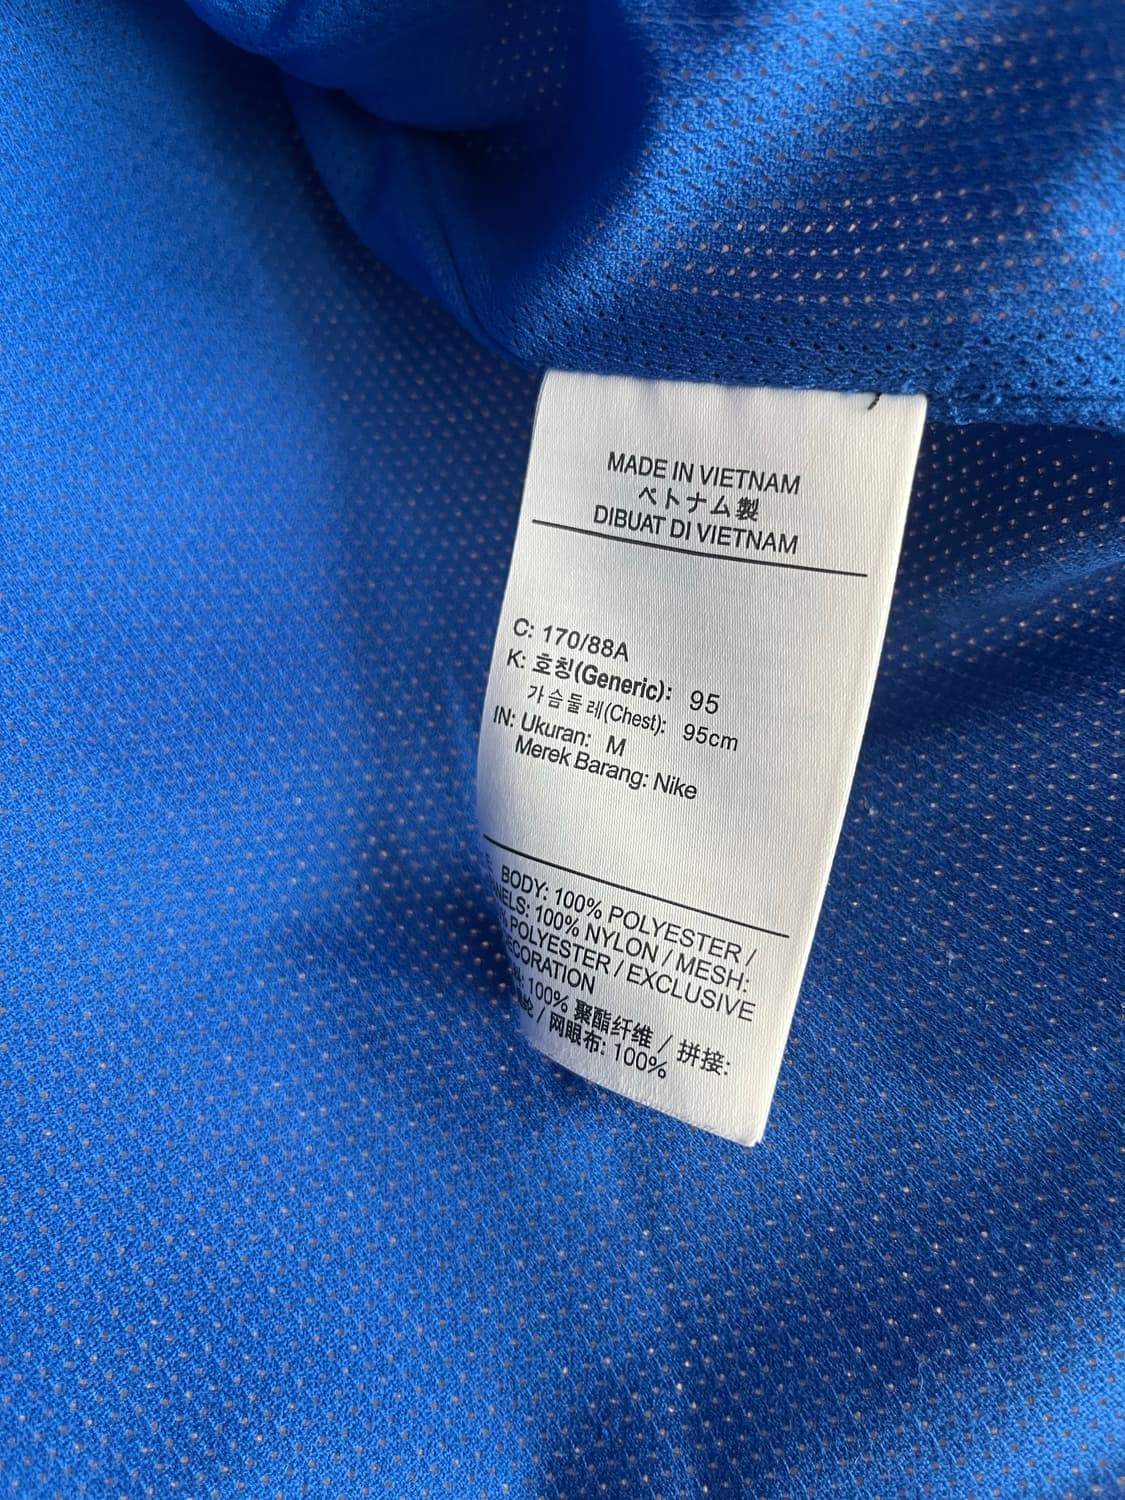 MADE IN VIETNAM
ベトナム製
DIBUAT DI VIETNAM
C: 170/88A
K: 호칭(Generic): 95
가슴둘레(Chest): 95cm
IN: Ukuran: M
Merek Barang: Nike
BODY: 100% POLYESTER /
100% NYLON / MESH:
POLYESTER / EXCLUSIVE
100% 聚酯纤维 / 拼接:
/ 网眼布: 100%